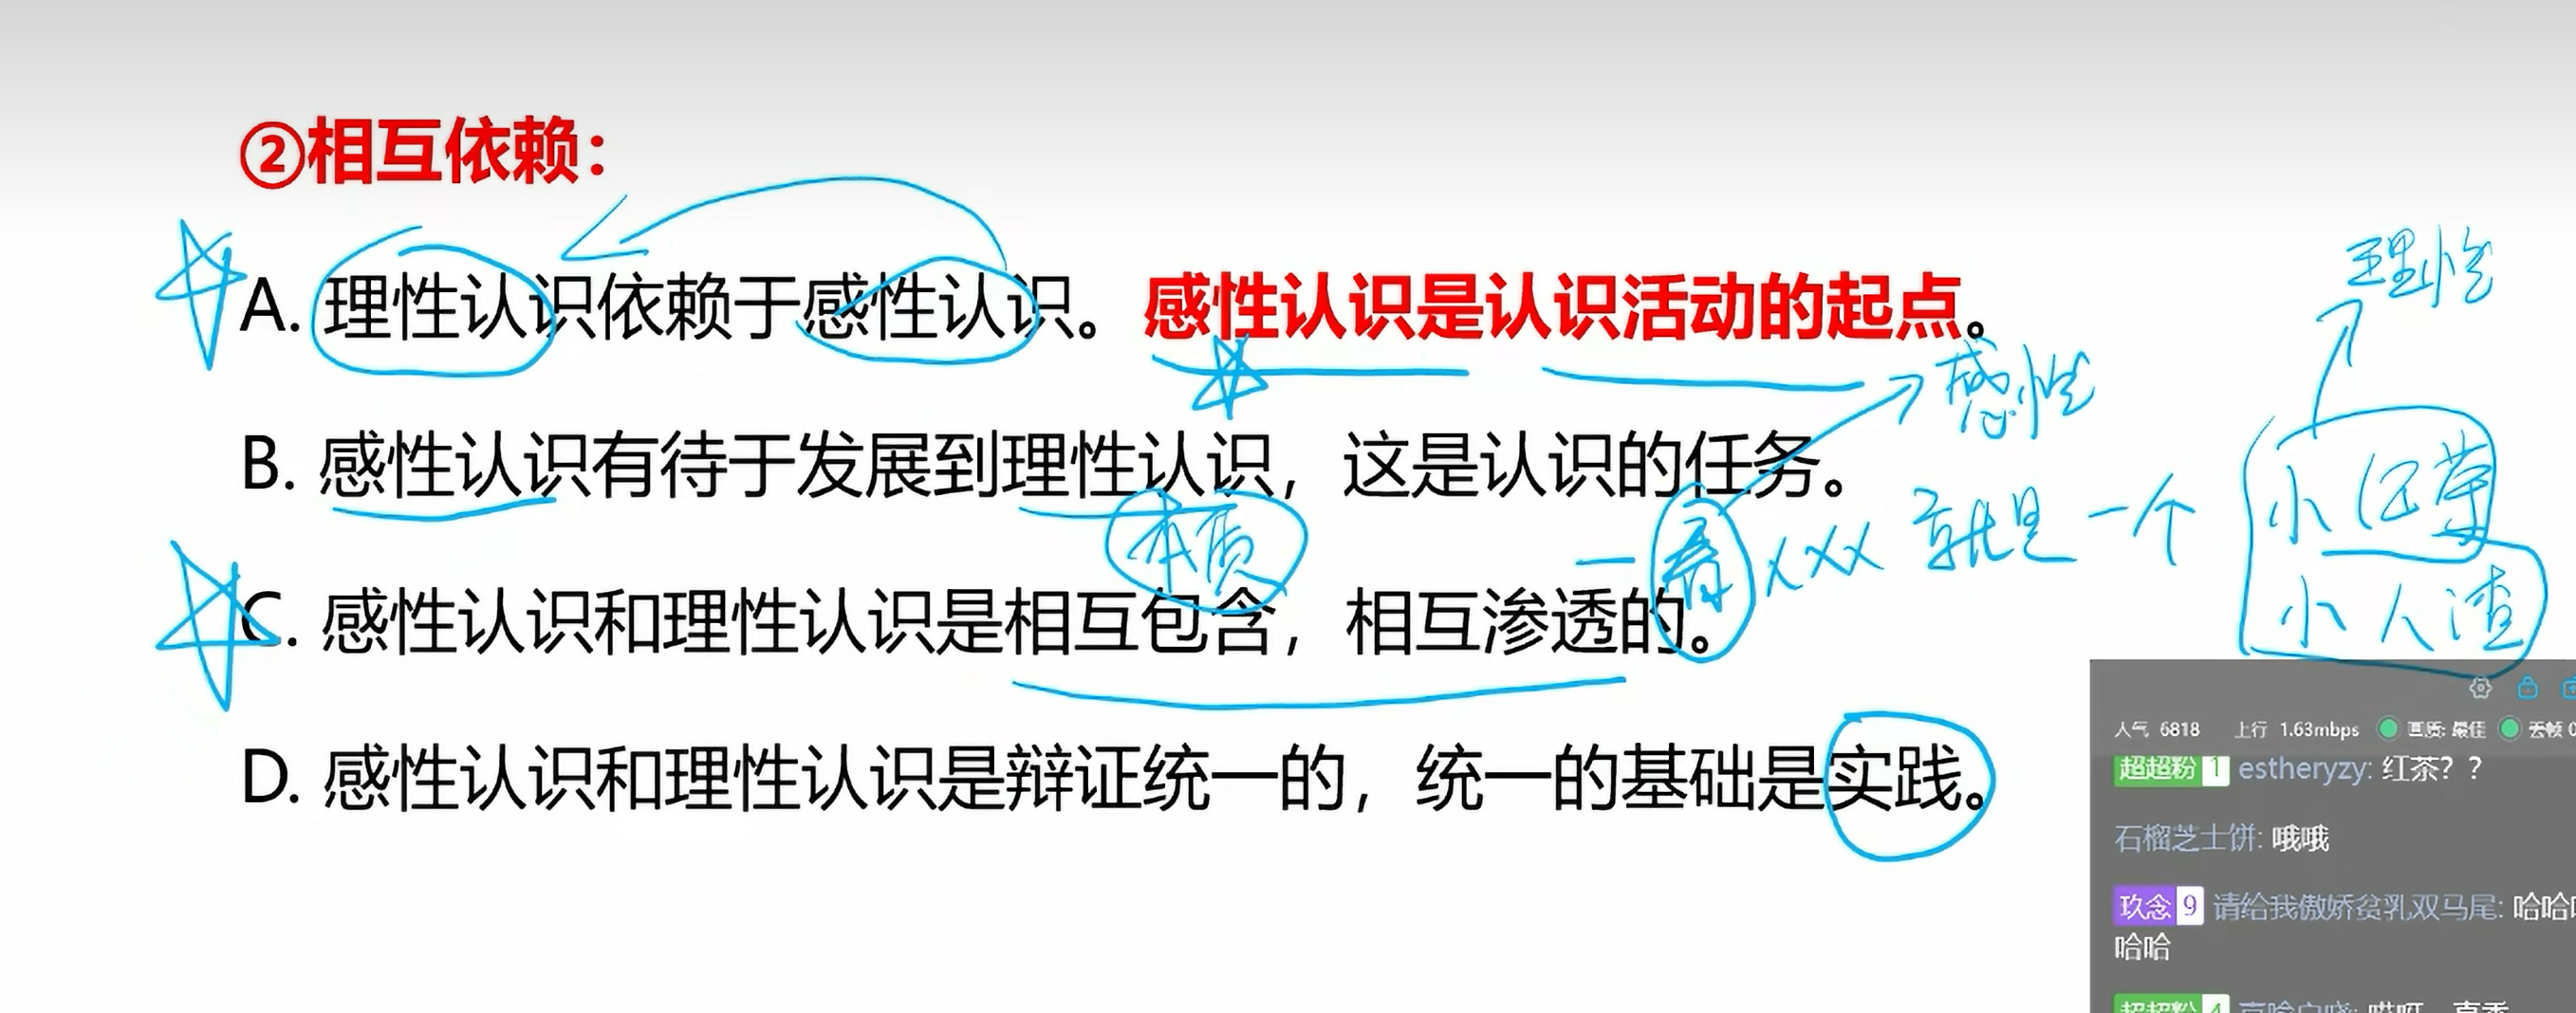 ②相互依赖：
理性
A. 理性认识依赖于感性认识。感性认识是认识活动的起点。
感性
B. 感性认识有待于发展到理性认识，这是认识的任务。
本质
一看XXX就是一个
小
小人渣
C. 感性认识和理性认识是相互包含，相互渗透的。
D. 感性认识和理性认识是辩证统一的，统一的基础是实践。
人气 6818 上行 1.63mbps 画质: 最佳 丢帧 0
超超粉 1 estheryzy: 红茶？？
石榴芝士饼: 哦哦
玖念 9 请给我傲娇贫乳双马尾: 哈哈
哈哈
超超粉 4